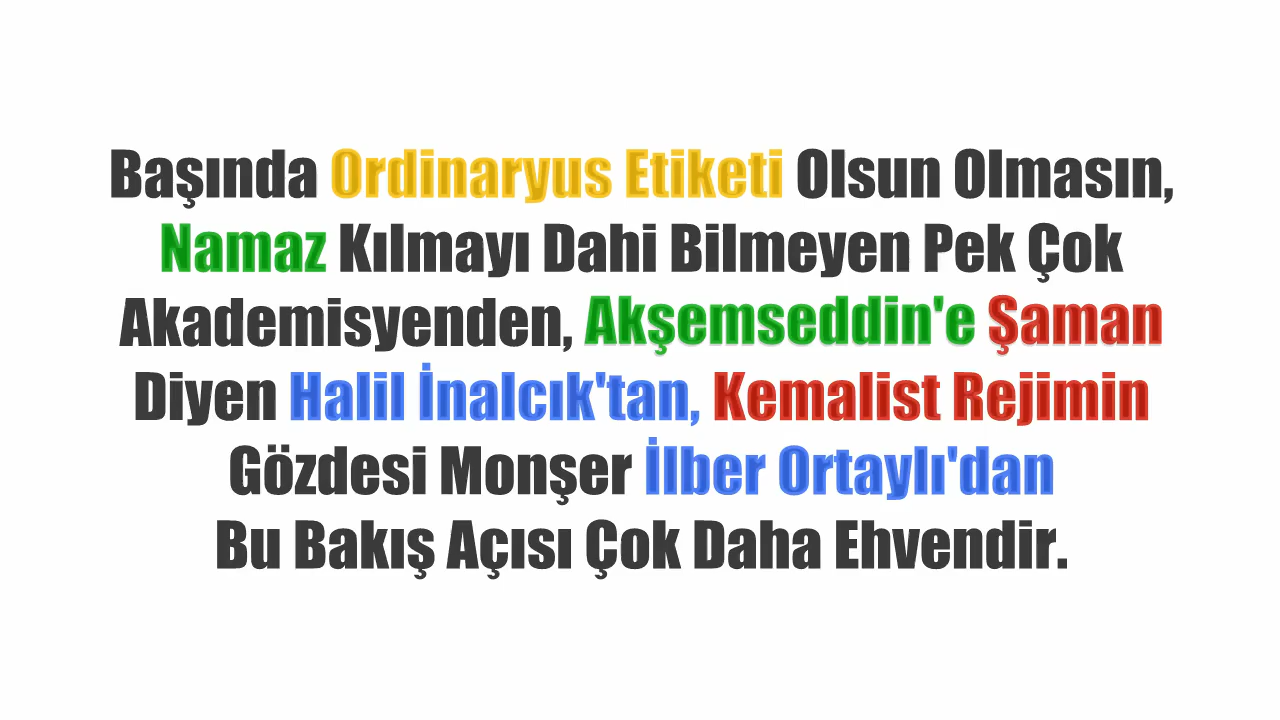 Başında Ordinaryus Etiketi Olsun Olmasın,
Namaz Kılmayı Dahi Bilmeyen Pek Çok
Akademisyenden, Akşemseddin'e Şaman
Diyen Halil İnalcık'tan, Kemalist Rejimin
Gözdesi Monşer İlber Ortaylı'dan
Bu Bakış Açısı Çok Daha Ehvendir.